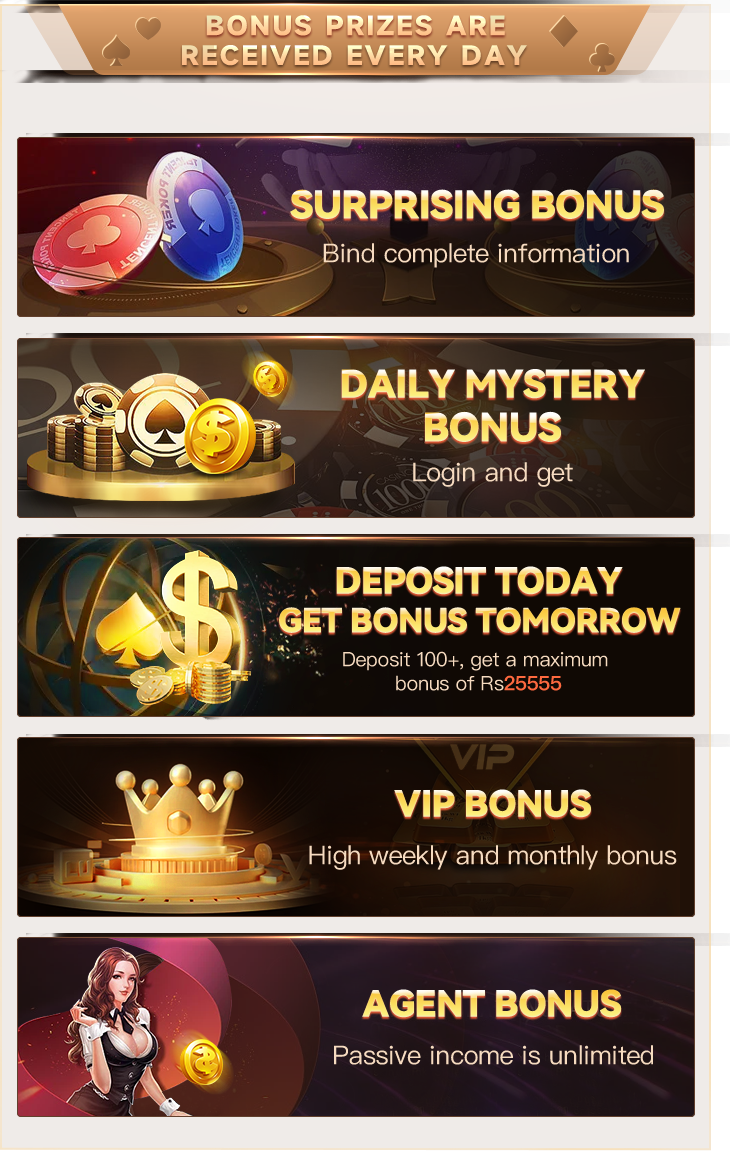 BONUS PRIZES ARE
RECEIVED EVERY DAY
SURPRISING BONUS
Bind complete information
DAILY MYSTERY
BONUS
Login and get
DEPOSIT TODAY
GET BONUS TOMORROW
Deposit 100+, get a maximum
bonus of Rs25555
VIP
VIP BONUS
High weekly and monthly bonus
AGENT BONUS
Passive income is unlimited